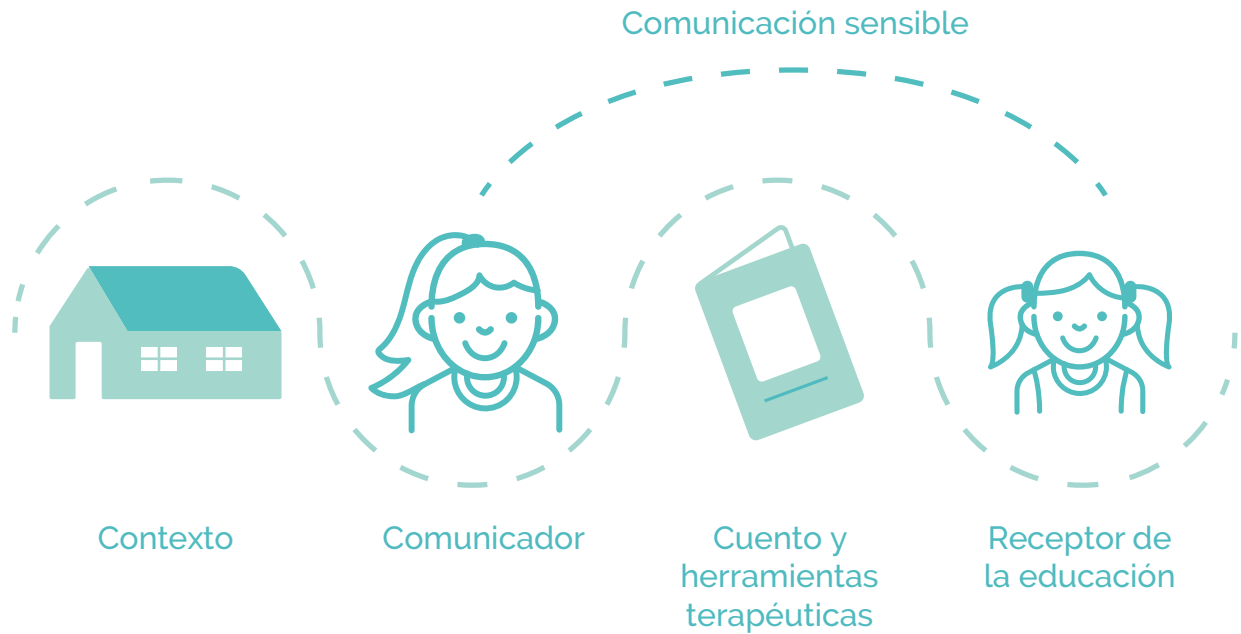 Comunicación sensible
Contexto
Comunicador
Cuento y
herramientas
terapéuticas
Receptor de
la educación